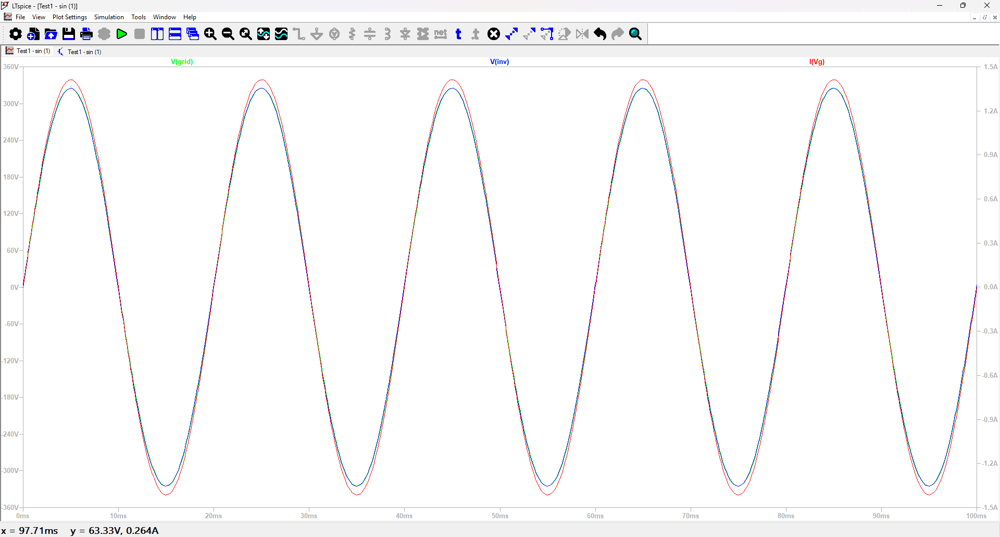 LTspice - [Test1 - sin (1)]
File View Plot Settings Simulation Tools Window Help
net t t
Test1 - sin (1) Test1 - sin (1)
V(grid) V(inv) I(Vg)
360V 1.5A
300V 1.2A
240V 0.9A
180V 0.6A
120V
60V 0.3A
0V 0.0A
-60V -0.3A
-120V -0.6A
-180V -0.9A
-240V
-300V -1.2A
-360V -1.5A
0ms 10ms 20ms 30ms 40ms 50ms 60ms 70ms 80ms 90ms 100ms
x = 97.71ms y = 63.33V, 0.264A